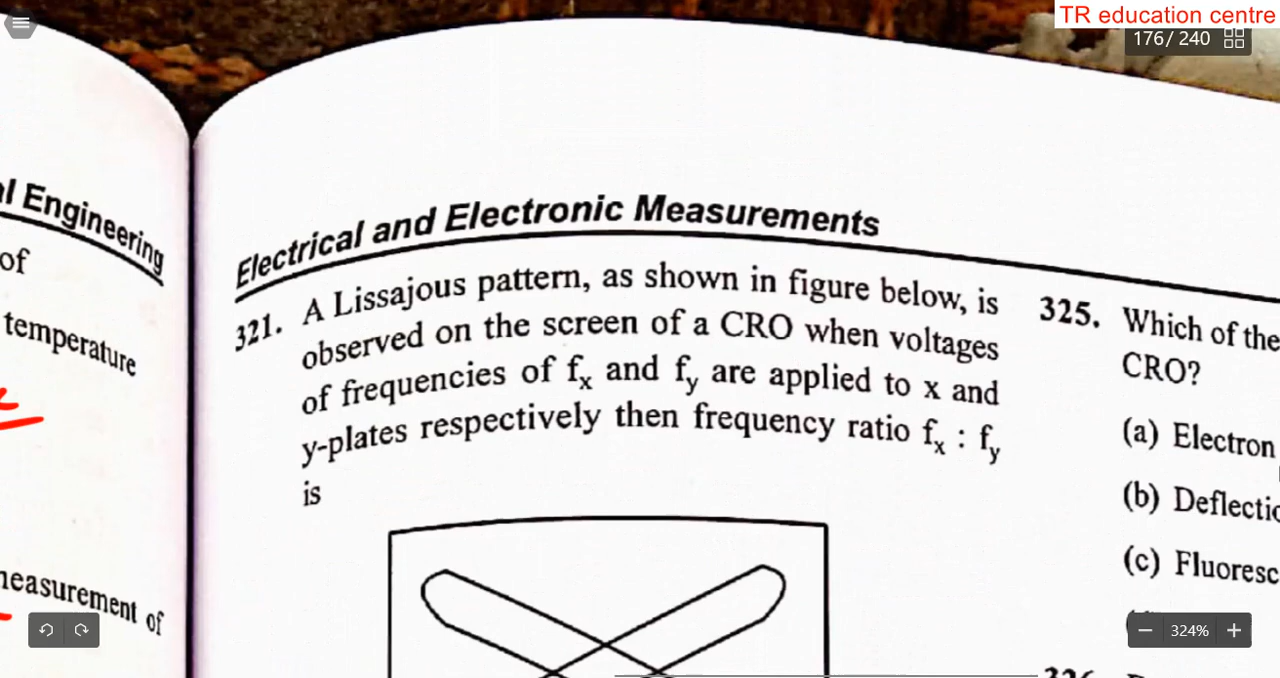 TR education centre
176/ 240
l Engineering
of
temperature
measurement of
Electrical and Electronic Measurements
321. A Lissajous pattern, as shown in figure below, is
observed on the screen of a CRO when voltages
of frequencies of fx and fy are applied to x and
y-plates respectively then frequency ratio fx : fy
is
325. Which of the
CRO?
(a) Electron
(b) Deflectio
(c) Fluoresc
324%